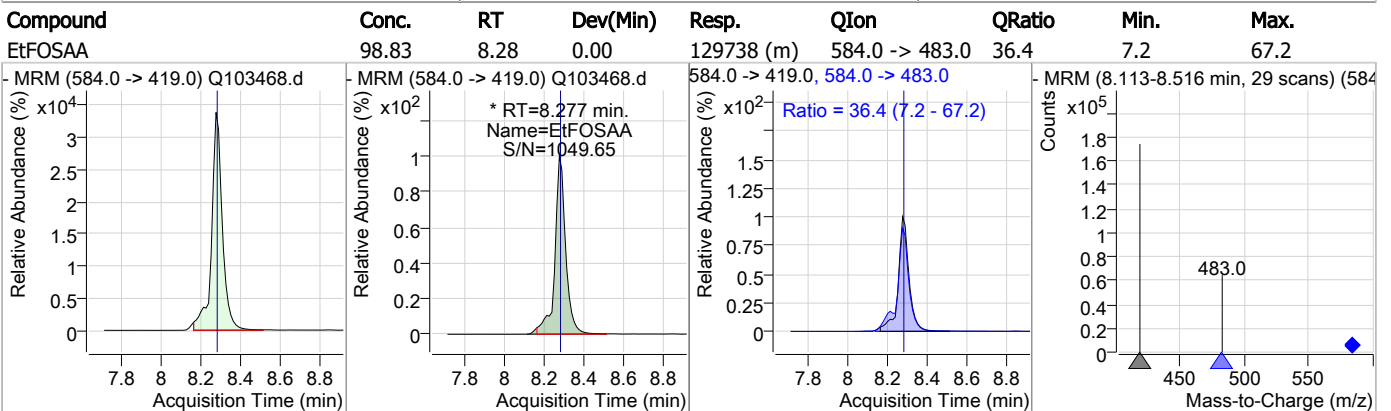 Compound Conc. RT Dev(Min) Resp. QIon QRatio Min. Max.
EtFOSAA 98.83 8.28 0.00 129738 (m) 584.0 -> 483.0 36.4 7.2 67.2
- MRM (584.0 -> 419.0) Q103468.d
x10⁴
Relative Abundance (%)
3
2.5
2
1.5
1
0.5
0
7.8 8 8.2 8.4 8.6 8.8
Acquisition Time (min)
- MRM (584.0 -> 419.0) Q103468.d
x10²
* RT=8.277 min.
Name=EtFOSAA
S/N=1049.65
Relative Abundance (%)
1
0.8
0.6
0.4
0.2
0
7.8 8 8.2 8.4 8.6 8.8
Acquisition Time (min)
584.0 -> 419.0, 584.0 -> 483.0
x10²
Ratio = 36.4 (7.2 - 67.2)
Relative Abundance (%)
1.5
1.25
1
0.75
0.5
0.25
0
7.8 8 8.2 8.4 8.6 8.8
Acquisition Time (min)
- MRM (8.113-8.516 min, 29 scans) (584
x10⁵
Counts
1.8
1.6
1.4
1.2
1
0.8
0.6
0.4
0.2
0
483.0
450 500 550
Mass-to-Charge (m/z)